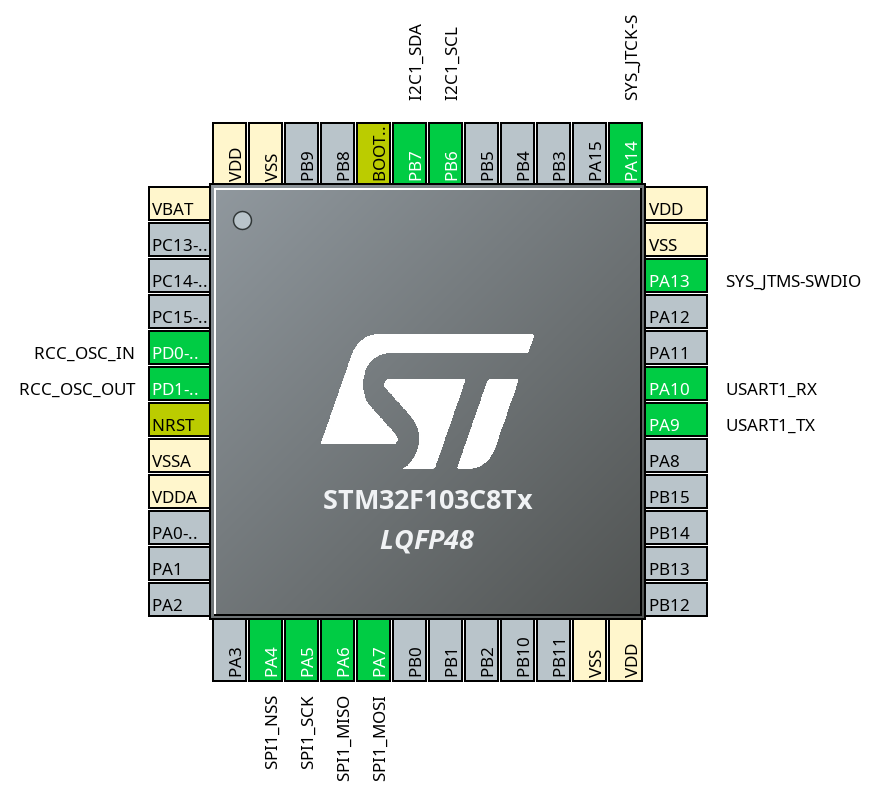 I2C1_SDA
I2C1_SCL
SYS_JTCK-S
VDD
VSS
PB9
PB8
BOOT..
PB7
PB6
PB5
PB4
PB3
PA15
PA14
VBAT
PC13-..
PC14-..
PC15-..
RCC_OSC_IN PD0-..
RCC_OSC_OUT PD1-..
NRST
VSSA
VDDA
PA0-..
PA1
PA2
ST
STM32F103C8Tx
LQFP48
VDD
VSS
PA13 SYS_JTMS-SWDIO
PA12
PA11
PA10 USART1_RX
PA9 USART1_TX
PA8
PB15
PB14
PB13
PB12
PA3
PA4
PA5
PA6
PA7
PB0
PB1
PB2
PB10
PB11
VSS
VDD
SPI1_NSS
SPI1_SCK
SPI1_MISO
SPI1_MOSI